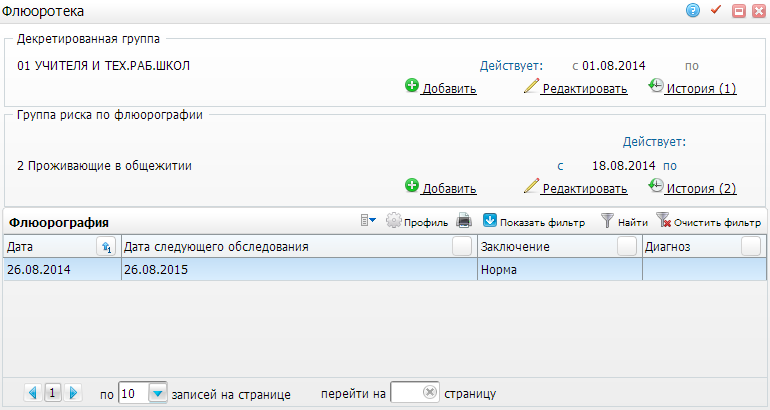 Флюоротека
Декретированная группа
01 УЧИТЕЛЯ И ТЕХ.РАБ.ШКОЛ Действует: с 01.08.2014 по
Добавить Редактировать История (1)
Группа риска по флюорографии
Действует:
2 Проживающие в общежитии с 18.08.2014 по
Добавить Редактировать История (2)
Флюорография Профиль Показать фильтр Найти Очистить фильтр
Дата 1 Дата следующего обследования Заключение Диагноз
26.08.2014 26.08.2015 Норма
1 по 10 записей на странице перейти на страницу